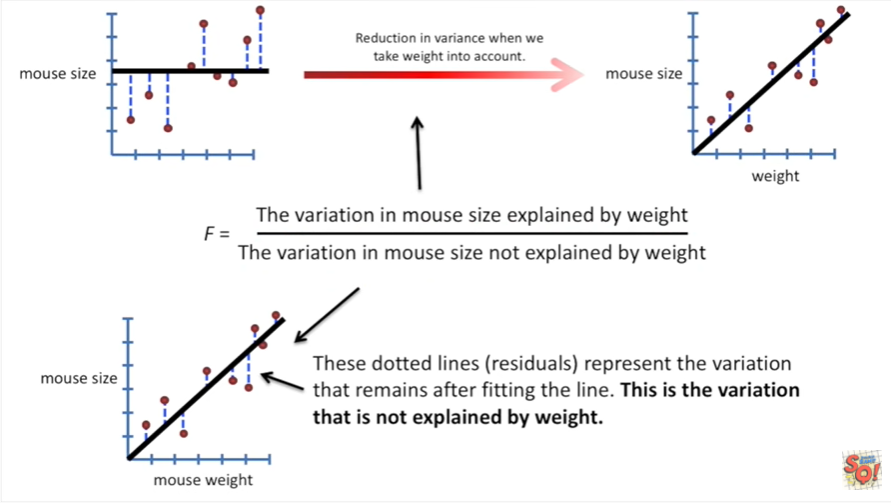 Reduction in variance when we
take weight into account.
mouse size
mouse size
weight
F =
The variation in mouse size explained by weight
The variation in mouse size not explained by weight
mouse size
mouse weight
These dotted lines (residuals) represent the variation
that remains after fitting the line. This is the variation
that is not explained by weight.
SQ!